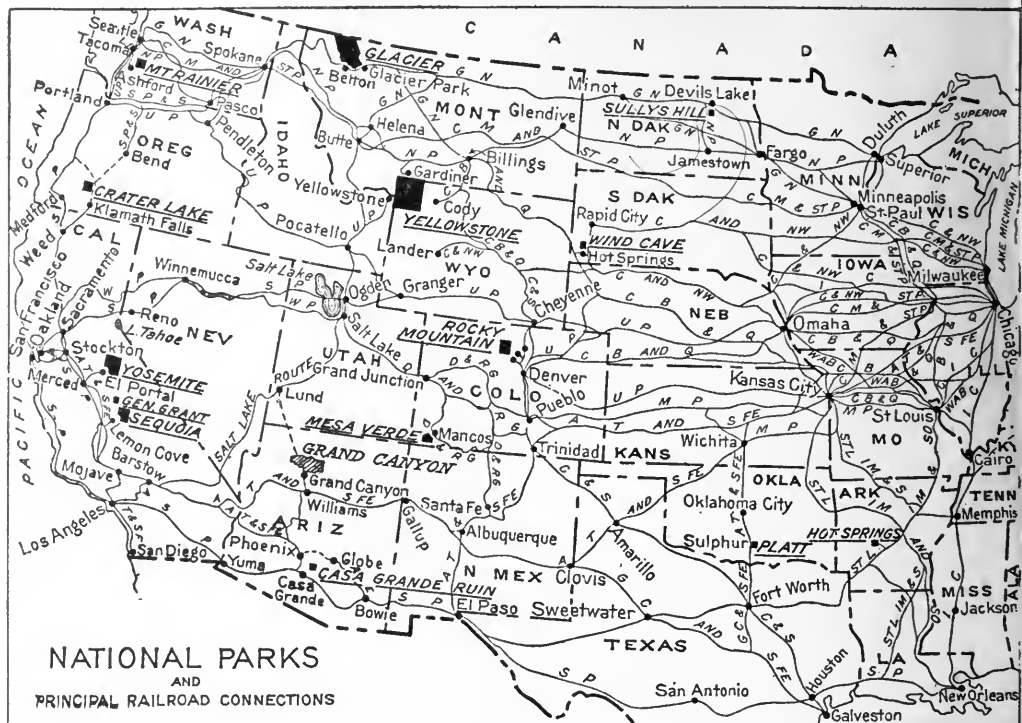 CANADA
WASH
Seattle
Tacoma
Spokane
GLACIER
Belton
Glacier Park
G N
Minot
Devils Lake
SULLY'S HILL
N DAK
MT RAINIER
Ashford
Portland
Pasco
Pendleton
IDAHO
MONT
Glendive
Helena
Butte
Billings
Jamestown
Fargo
Duluth
Superior
LAKE SUPERIOR
MICH
MINN
OREG
Bend
Gardiner
Yellowstone
Cody
YELLOWSTONE
S DAK
Rapid City
Minneapolis
St. Paul
WIS
LAKE MICHIGAN
PACIFIC OCEAN
Medford
CRATER LAKE
Klamath Falls
Weed
CAL
Pocatello
Lander
WYO
WIND CAVE
Hot Springs
IOWA
Milwaukee
Chicago
San Francisco
Oakland
Sacramento
Winnemucca
Salt Lake
Ogden
Granger
Cheyenne
NEB
Omaha
Reno
L. Tahoe
NEV
Salt Lake
UTAH
ROCKY MOUNTAIN
Stockton
Merced
YOSEMITE
El Portal
GEN. GRANT
SEQUOIA
Lemon Cove
Lund
SALT LAKE ROUTE
Grand Junction
COLO
Denver
Pueblo
Kansas City
St Louis
MO
MESA VERDE
Mancos
Trinidad
KANS
Wichita
Cairo
K.
Mojave
Barstow
GRAND CANYON
Grand Canyon
Williams
Santa Fe
OKLA
Oklahoma City
ARK
TENN
Memphis
Los Angeles
ARIZ
Gallup
Albuquerque
Amarillo
Sulphur
PLATT
HOT SPRINGS
San Diego
Yuma
Phoenix
Globe
CASA GRANDE RUIN
Casa Grande
Bowie
N MEX
Clovis
El Paso
Sweetwater
Fort Worth
MISS
ALA
Jackson
TEXAS
LA
S P
San Antonio
Houston
Galveston
New Orleans
NATIONAL PARKS
AND
PRINCIPAL RAILROAD CONNECTIONS